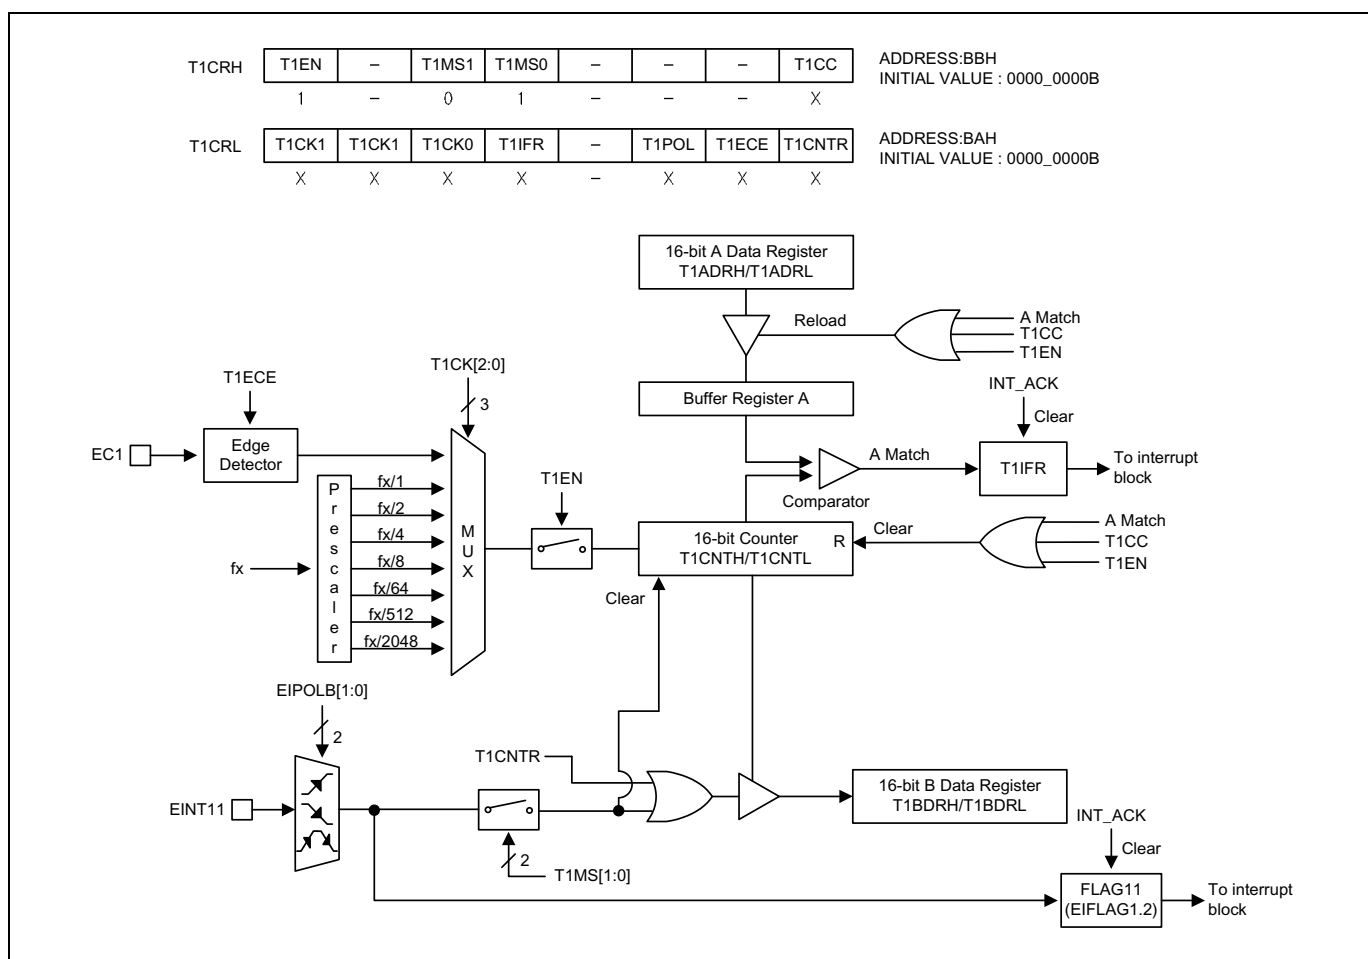 T1CRH T1EN – T1MS1 T1MS0 – – – T1CC
ADDRESS:BBH
INITIAL VALUE : 0000_0000B
1 – 0 1 – – – X
T1CRL T1CK1 T1CK1 T1CK0 T1IFR – T1POL T1ECE T1CNTR
ADDRESS:BAH
INITIAL VALUE : 0000_0000B
X X X X – X X X
16-bit A Data Register
T1ADRH/T1ADRL
Reload
A Match
T1CC
T1EN
T1CK[2:0]
3
T1ECE
Buffer Register A
INT_ACK
Clear
EC1
Edge
Detector
A Match
T1IFR
To interrupt
block
Comparator
Prescaler
fx/1
fx/2
fx/4
fx/8
fx/64
fx/512
fx/2048
fx
MUX
T1EN
16-bit Counter
T1CNTH/T1CNTL
R
Clear
A Match
T1CC
T1EN
Clear
EIPOLB[1:0]
2
T1CNTR
EINT11
16-bit B Data Register
T1BDRH/T1BDRL
2
T1MS[1:0]
INT_ACK
Clear
FLAG11
(EIFLAG1.2)
To interrupt
block